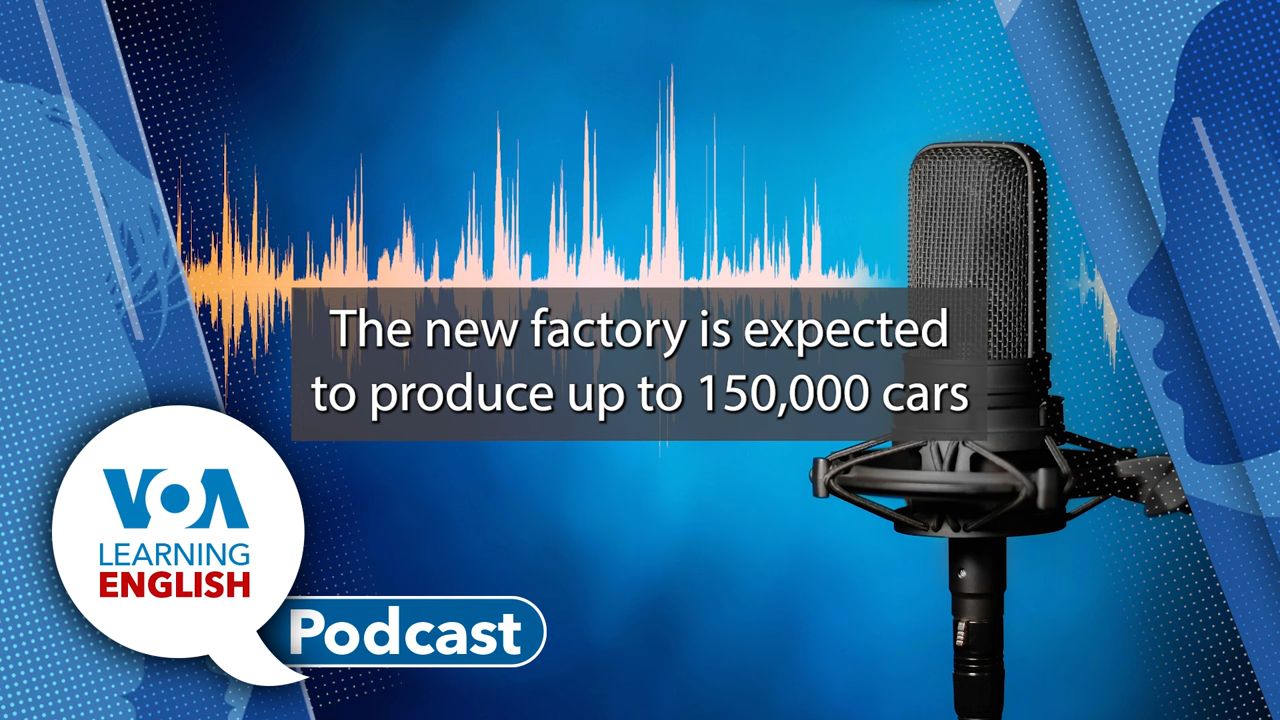 The new factory is expected
to produce up to 150,000 cars
VOA
LEARNING
ENGLISH
Podcast